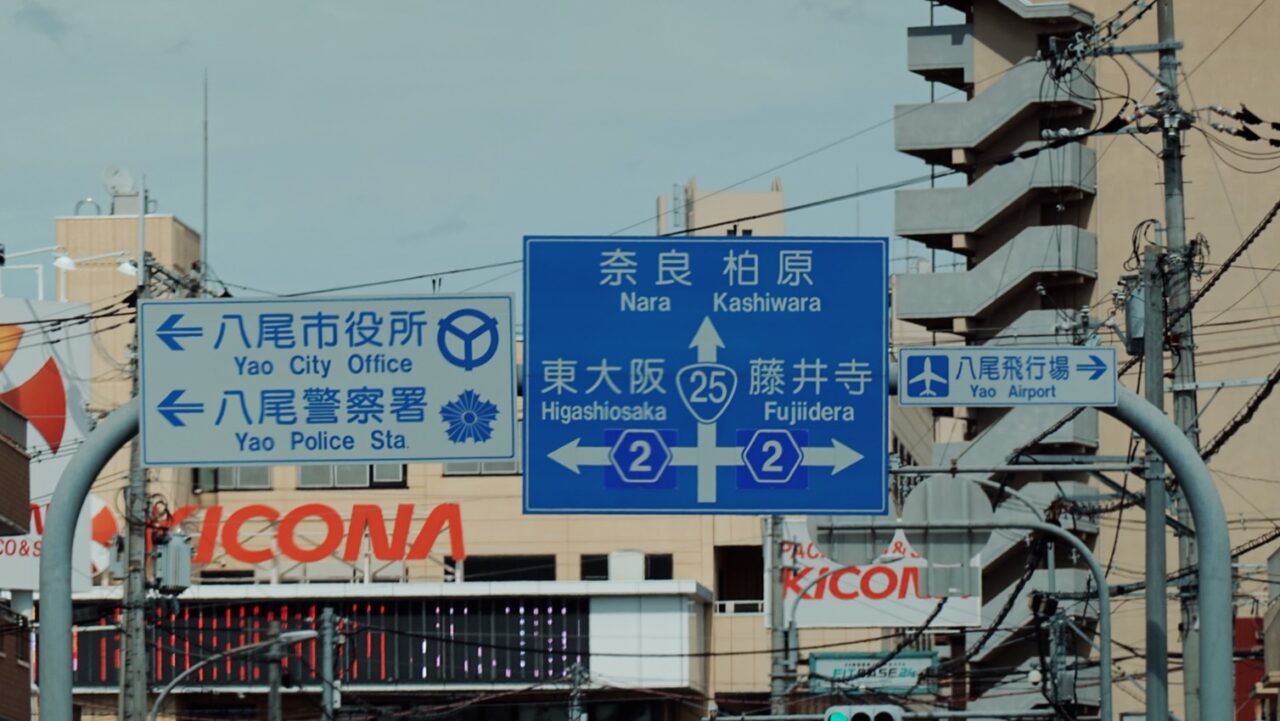 八尾市役所
Yao City Office
八尾警察署
Yao Police Sta.
奈良 柏原
Nara Kashiwara
東大阪 25 藤井寺
Higashiosaka Fujiidera
2 2
八尾飛行場
Yao Airport
KICONA
KICON